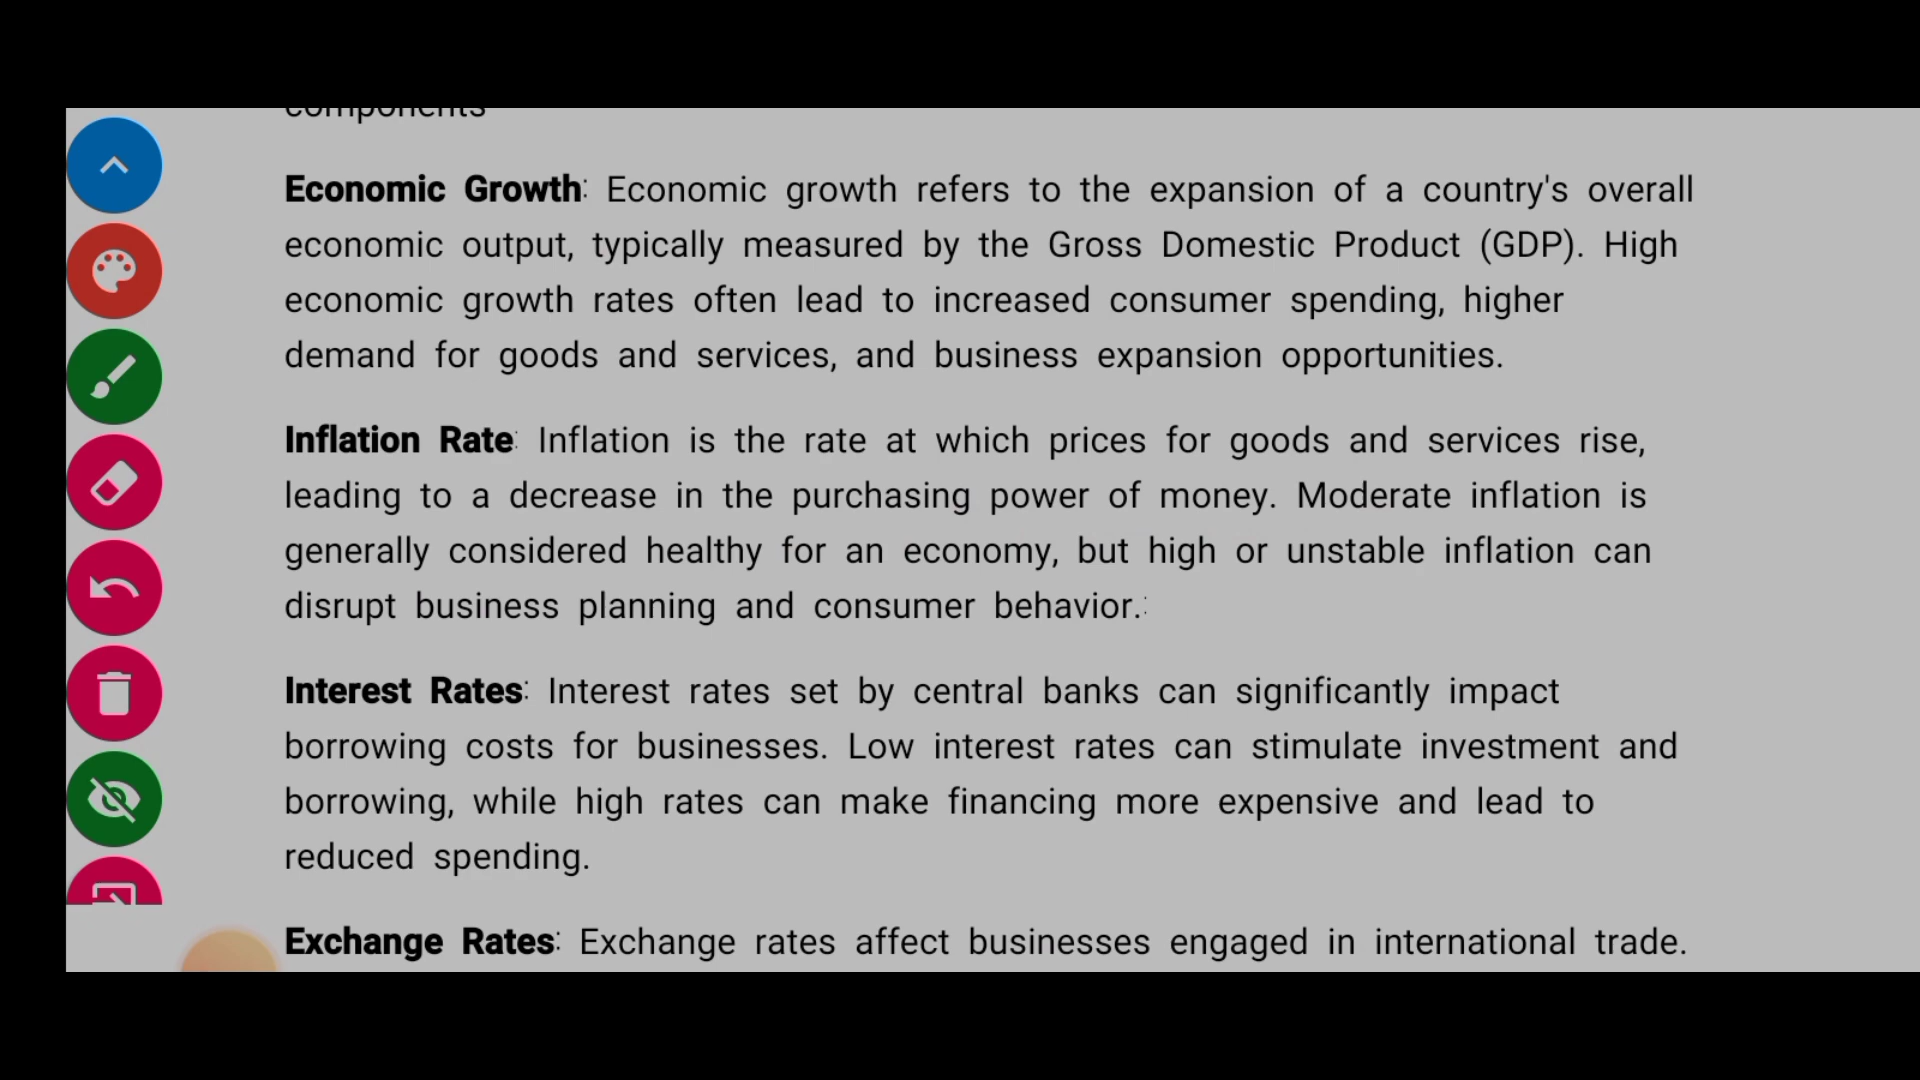 components
Economic Growth: Economic growth refers to the expansion of a country's overall
economic output, typically measured by the Gross Domestic Product (GDP). High
economic growth rates often lead to increased consumer spending, higher
demand for goods and services, and business expansion opportunities.
Inflation Rate: Inflation is the rate at which prices for goods and services rise,
leading to a decrease in the purchasing power of money. Moderate inflation is
generally considered healthy for an economy, but high or unstable inflation can
disrupt business planning and consumer behavior.:
Interest Rates: Interest rates set by central banks can significantly impact
borrowing costs for businesses. Low interest rates can stimulate investment and
borrowing, while high rates can make financing more expensive and lead to
reduced spending.
Exchange Rates: Exchange rates affect businesses engaged in international trade.